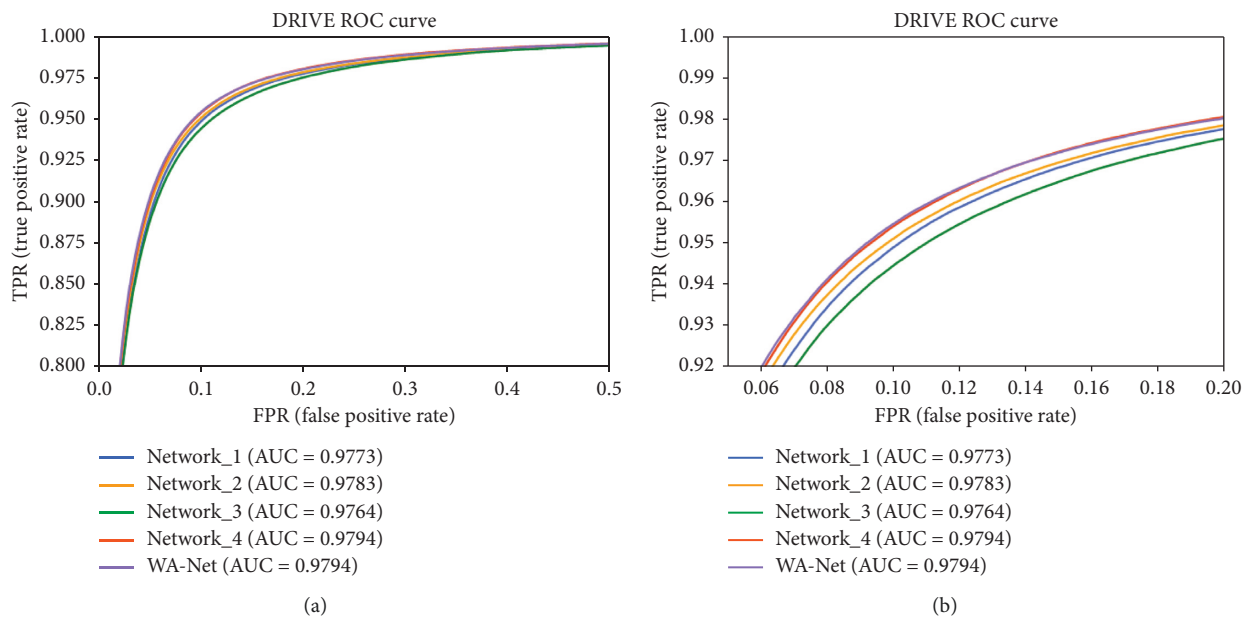 DRIVE ROC curve
1.000
0.975
0.950
0.925
0.900
0.875
0.850
0.825
0.800
TPR (true positive rate)
0.0 0.1 0.2 0.3 0.4 0.5
FPR (false positive rate)
Network_1 (AUC = 0.9773)
Network_2 (AUC = 0.9783)
Network_3 (AUC = 0.9764)
Network_4 (AUC = 0.9794)
WA-Net (AUC = 0.9794)
(a)
DRIVE ROC curve
1.00
0.99
0.98
0.97
0.96
0.95
0.94
0.93
0.92
TPR (true positive rate)
0.06 0.08 0.10 0.12 0.14 0.16 0.18 0.20
FPR (false positive rate)
Network_1 (AUC = 0.9773)
Network_2 (AUC = 0.9783)
Network_3 (AUC = 0.9764)
Network_4 (AUC = 0.9794)
WA-Net (AUC = 0.9794)
(b)